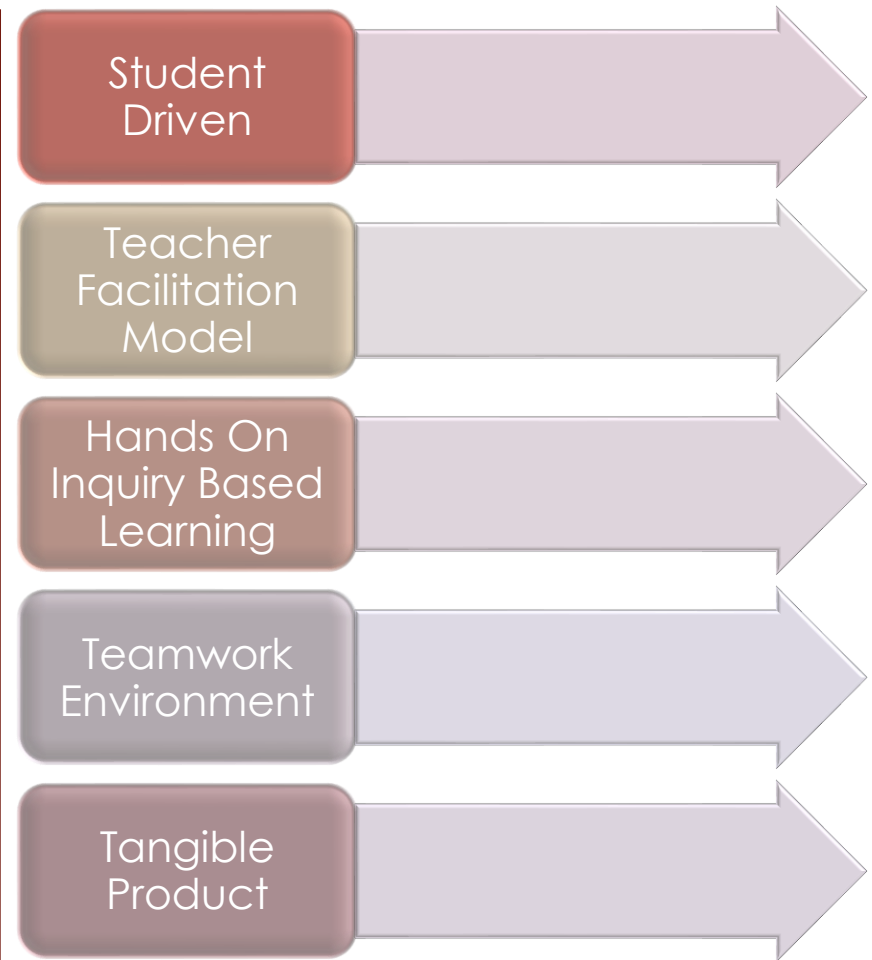 Student
Driven
Teacher
Facilitation
Model
Hands On
Inquiry Based
Learning
Teamwork
Environment
Tangible
Product